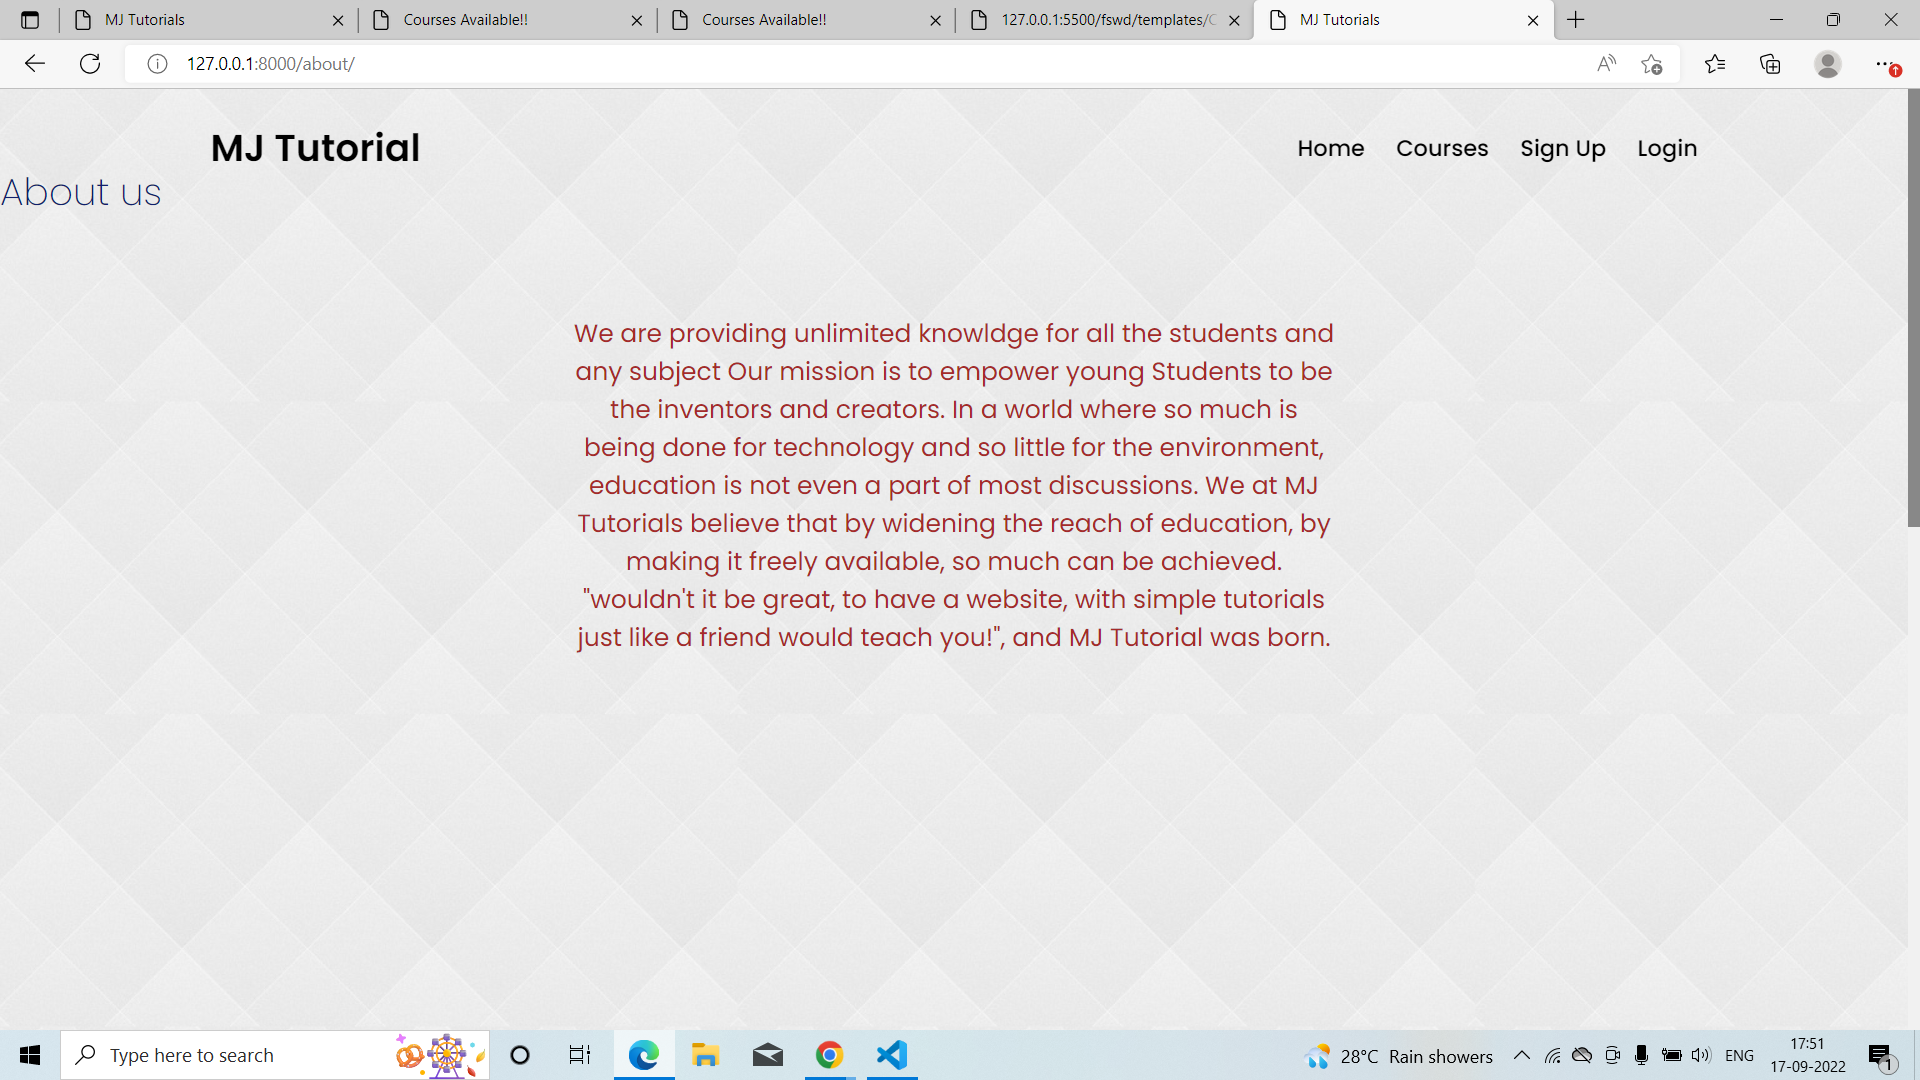 MJ Tutorials
Courses Available!!
Courses Available!!
127.0.0.1:5500/fswd/templates/C
MJ Tutorials
127.0.0.1:8000/about/
MJ Tutorial
Home Courses Sign Up Login
About us
We are providing unlimited knowldge for all the students and
any subject Our mission is to empower young Students to be
the inventors and creators. In a world where so much is
being done for technology and so little for the environment,
education is not even a part of most discussions. We at MJ
Tutorials believe that by widening the reach of education, by
making it freely available, so much can be achieved.
"wouldn't it be great, to have a website, with simple tutorials
just like a friend would teach you!", and MJ Tutorial was born.
Type here to search
28°C Rain showers
ENG
17:51
17-09-2022
1